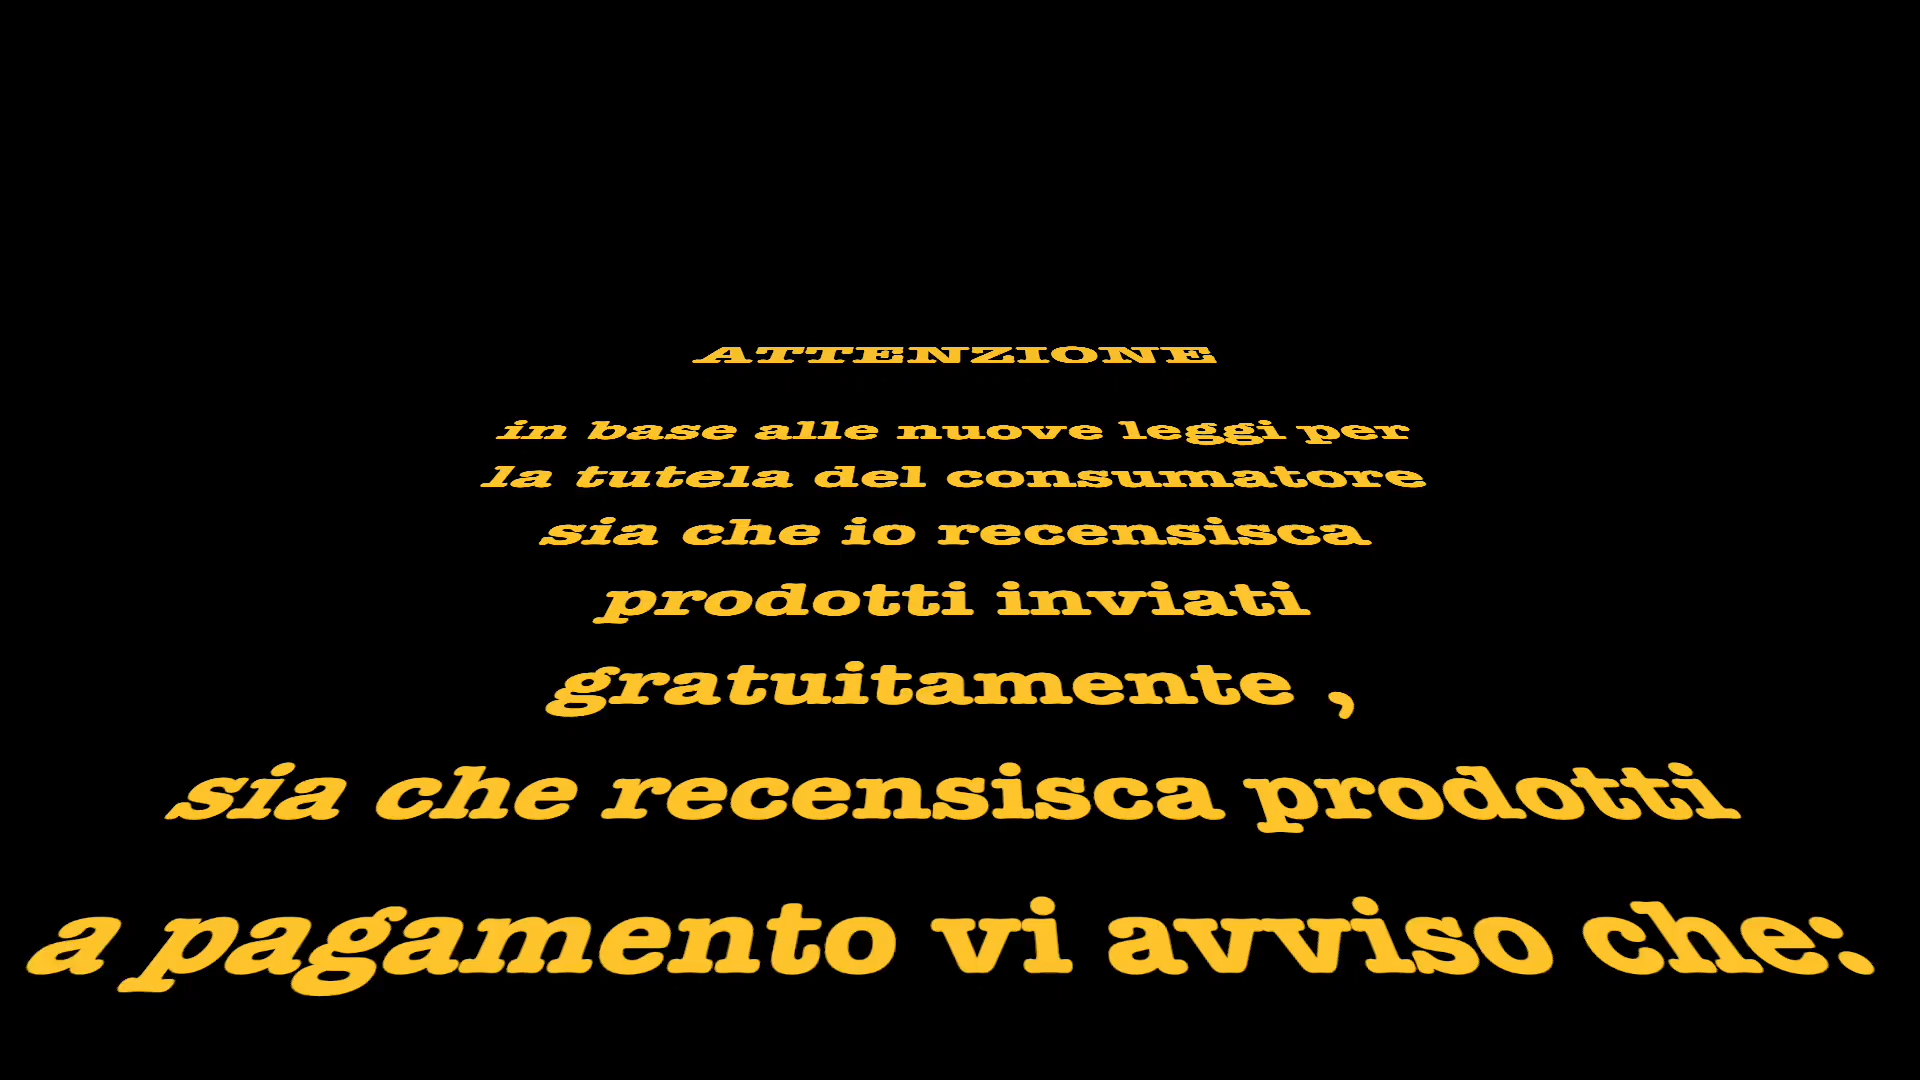 ATTENZIONE
in base alle nuove leggi per
la tutela del consumatore
sia che io recensisca
prodotti inviati
gratuitamente ,
sia che recensisca prodotti
a pagamento vi avviso che: